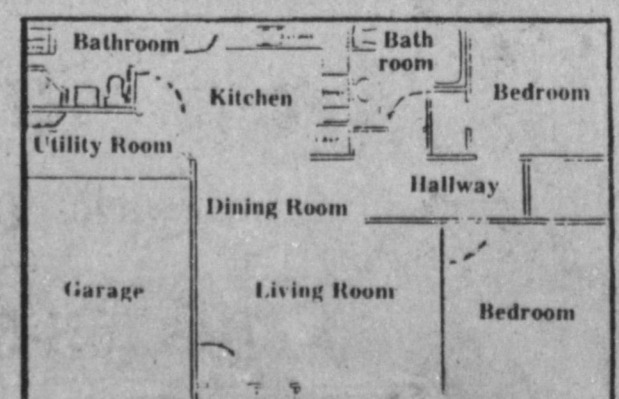 Bathroom
Bath
room
Kitchen
Bedroom
Utility Room
Hallway
Dining Room
Garage
Living Room
Bedroom